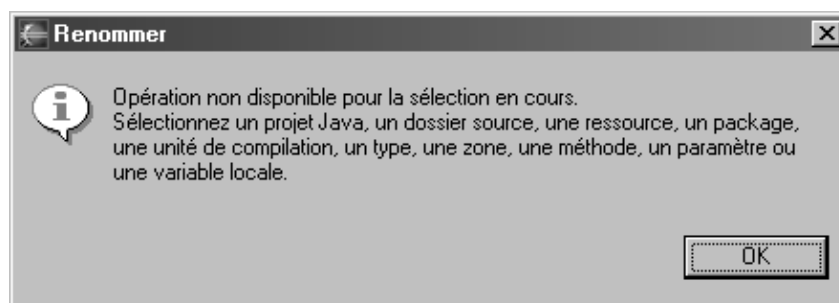 Renommer
Opération non disponible pour la sélection en cours.
Sélectionnez un projet Java, un dossier source, une ressource, un package,
une unité de compilation, un type, une zone, une méthode, un paramètre ou
une variable locale.
OK